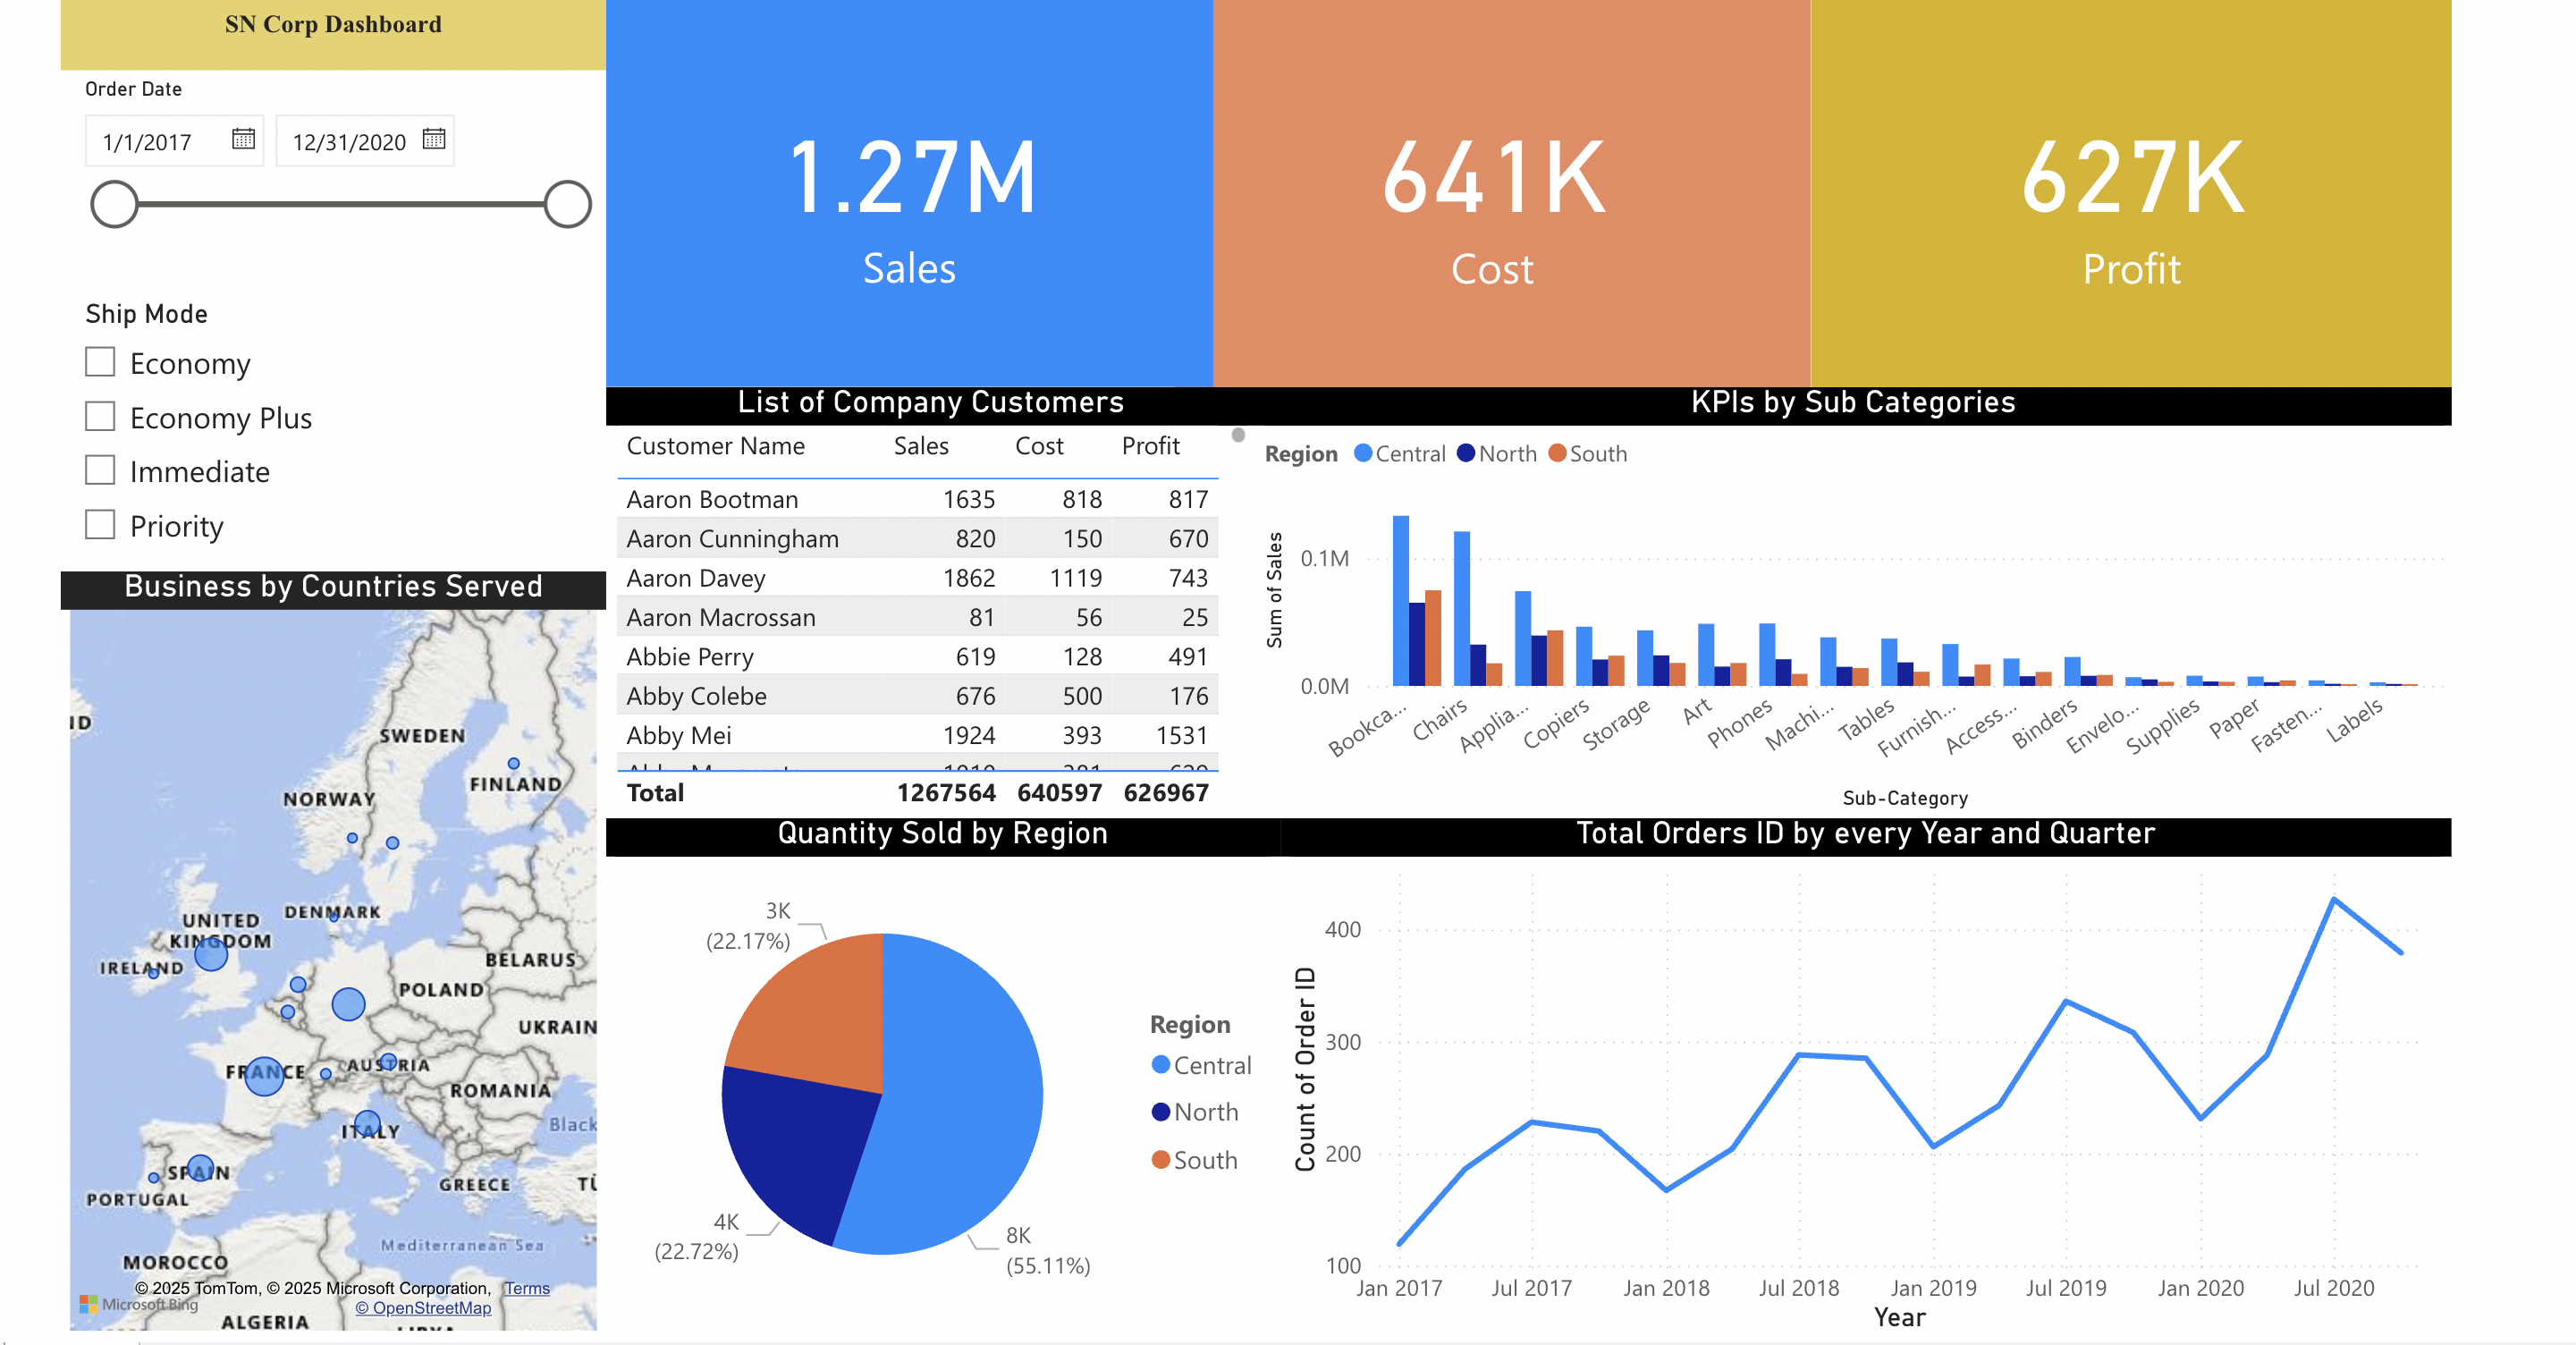 SN Corp Dashboard
Order Date
1/1/2017
12/31/2020
Ship Mode
Economy
Economy Plus
Immediate
Priority
1.27M
Sales
641K
Cost
627K
Profit
List of Company Customers
Customer Name Sales Cost Profit
Aaron Bootman 1635 818 817
Aaron Cunningham 820 150 670
Aaron Davey 1862 1119 743
Aaron Macrossan 81 56 25
Abbie Perry 619 128 491
Abby Colebe 676 500 176
Abby Mei 1924 393 1531
Total 1267564 640597 626967
KPIs by Sub Categories
Region Central North South
Sum of Sales
0.1M
0.0M
Bookca... Chairs Applia... Copiers Storage Art Phones Machi... Tables Furnish... Access... Binders Envelo... Supplies Paper Fasten... Labels
Sub-Category
Business by Countries Served
ND
SWEDEN
FINLAND
NORWAY
DENMARK
UNITED
KINGDOM
IRELAND
BELARUS
POLAND
UKRAIN
FRANCE
AUSTRIA
ROMANIA
Black
ITALY
SPAIN
PORTUGAL
GREECE
TÜ
Mediterranean Sea
MOROCCO
© 2025 TomTom, © 2025 Microsoft Corporation, Terms
Microsoft Bing
© OpenStreetMap
ALGERIA
Quantity Sold by Region
3K
(22.17%)
4K
(22.72%)
8K
(55.11%)
Region
Central
North
South
Total Orders ID by every Year and Quarter
Count of Order ID
400
300
200
100
Jan 2017 Jul 2017 Jan 2018 Jul 2018 Jan 2019 Jul 2019 Jan 2020 Jul 2020
Year